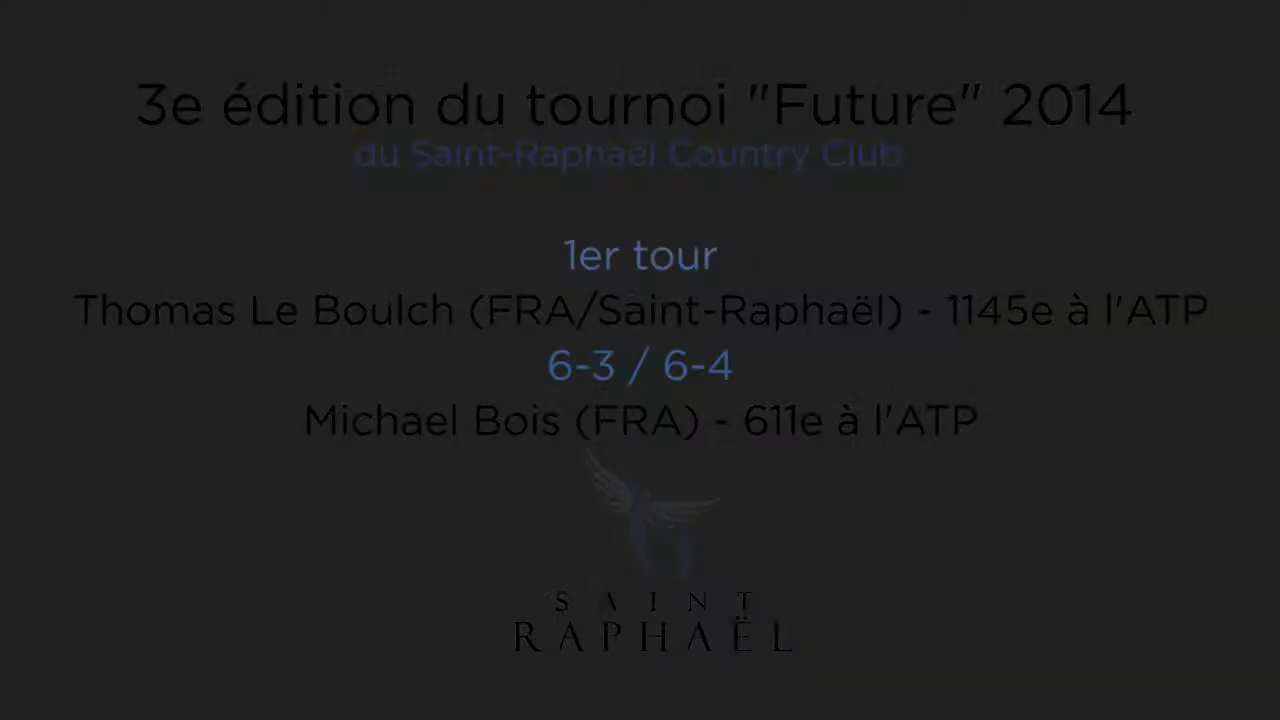 3e édition du tournoi "Future" 2014
du Saint-Raphaël Country Club
1er tour
Thomas Le Boulch (FRA/Saint-Raphaël) - 1145e à l'ATP
6-3 / 6-4
Michael Bois (FRA) - 611e à l'ATP
SAINT
RAPHAËL